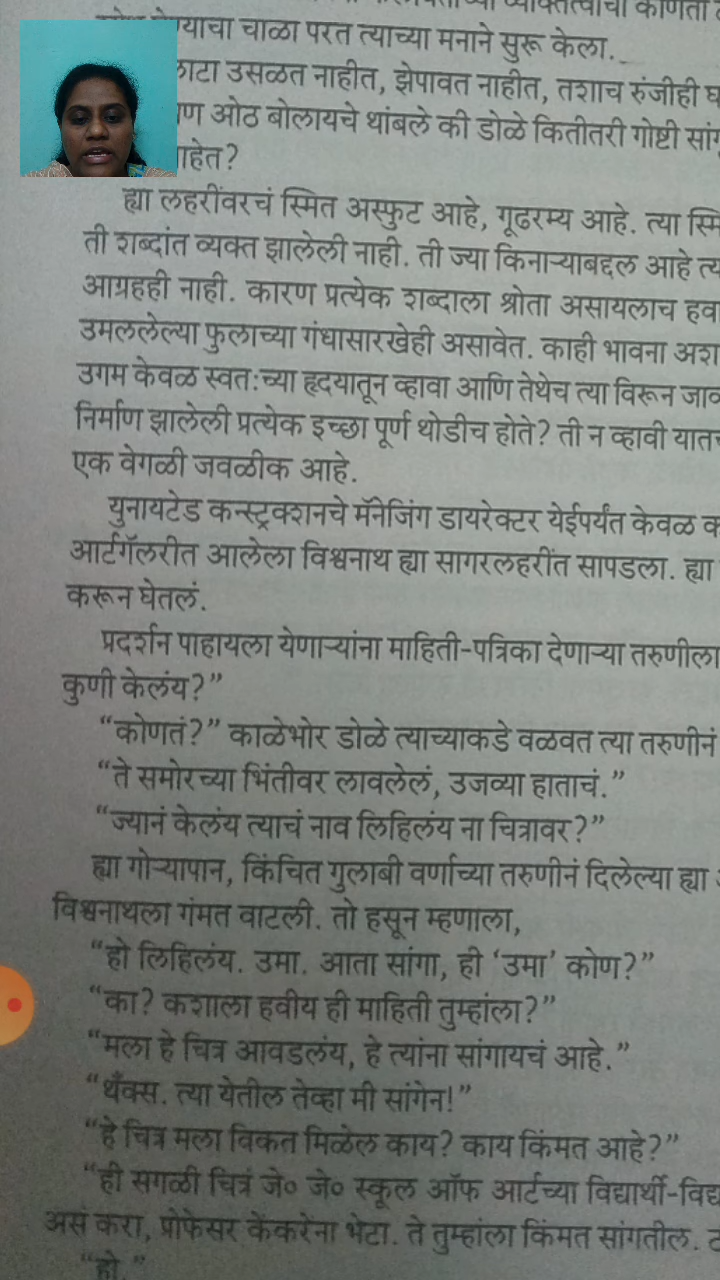 चाळा परत त्याच्या मनाने सुरू केला.
उसळत नाहीत, झेपावत नाहीत, तशाच रुंजीही
ओठ बोलायचे थांबले की डोळे कितीतरी गोष्टी
ह्या लहरींवरचं स्मित अस्फुट आहे, गूढरम्य आहे. त्या
ती शब्दांत व्यक्त झालेली नाही. ती ज्या किनाऱ्याबद्दल आहे
आग्रहही नाही. कारण प्रत्येक शब्दाला श्रोता असायलाच
उमललेल्या फुलाच्या गंधासारखेही असावेत. काही भावना
उगम केवळ स्वतःच्या हृदयातून व्हावा आणि तेथेच त्या विरून
निर्माण झालेली प्रत्येक इच्छा पूर्ण थोडीच होते? ती न व्हावी
एक वेगळी जवळीक आहे.
युनायटेड कन्स्ट्रक्शनचे मॅनेजिंग डायरेक्टर येईपर्यंत केवळ
आर्टगॅलरीत आलेला विश्वनाथ ह्या सागरलहरींत सापडला. ह्या
करून घेतलं.
प्रदर्शन पाहायला येणाऱ्यांना माहिती-पत्रिका देणाऱ्या तरुणीला
कुणी केलंय?”
“कोणतं?” काळेभोर डोळे त्याच्याकडे वळवत त्या तरुणीनं
“ते समोरच्या भिंतीवर लावलेलं, उजव्या हाताचं.”
“ज्यानं केलंय त्याचं नाव लिहिलंय ना चित्रावर?”
ह्या गोऱ्यापान, किंचित गुलाबी वर्णाच्या तरुणीनं दिलेल्या ह्या
विश्वनाथला गंमत वाटली. तो हसून म्हणाला,
“हो लिहिलंय. उमा. आता सांगा, ही ‘उमा’ कोण?”
“का? कशाला हवीय ही माहिती तुम्हांला?”
“मला हे चित्र आवडलंय, हे त्यांना सांगायचं आहे.”
“थँक्स. त्या येतील तेव्हा मी सांगेन!”
“हे चित्र मला विकत मिळेल काय? काय किंमत आहे?”
“ही सगळी चित्रं जे० जे० स्कूल ऑफ आर्टच्या विद्यार्थी-
असं करा, प्रोफेसर केंकरेंना भेटा. ते तुम्हांला किंमत सांगतील.
“हो.”